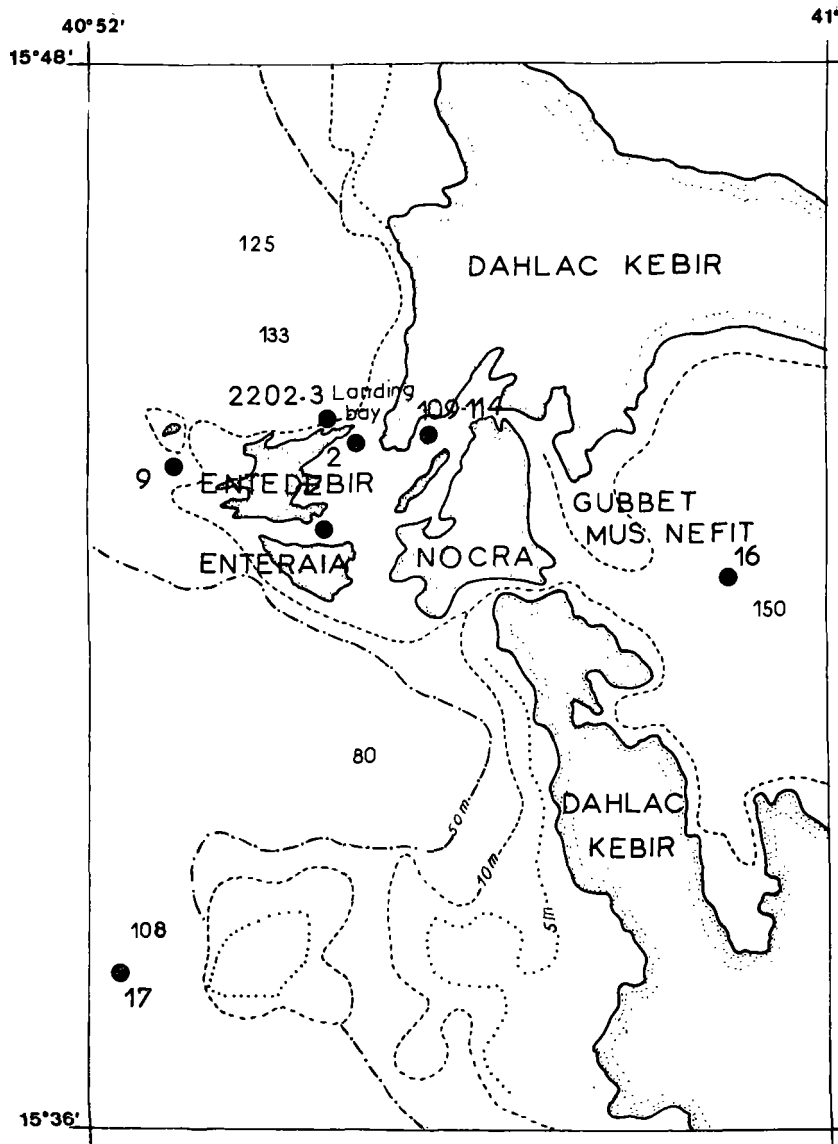 40°52'
41°
15°48'
125
DAHLAC KEBIR
133
2202·3 Landing
bay
109-114
2
9
ENTEDEBIR
GUBBET
MUS. NEFIT
ENTERAIA
NOCRA
16
150
80
50m
10m
5m
DAHLAC
KEBIR
108
17
15°36'